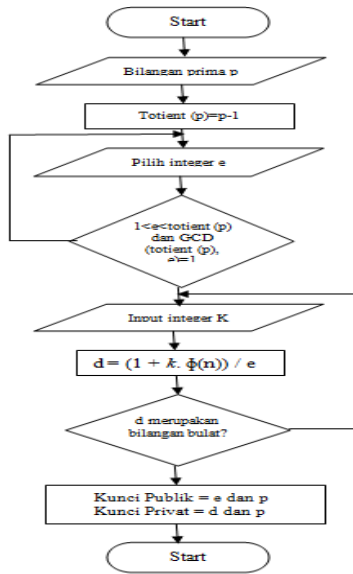 Start
Bilangan prima p
Totient (p)=p-1
Pilih integer e
1<e<totient (p)
dan GCD
(totient (p),
e)=1
Input integer K
d = (1 + k. ф(n)) / e
d merupakan
bilangan bulat?
Kunci Publik = e dan p
Kunci Privat = d dan p
Start